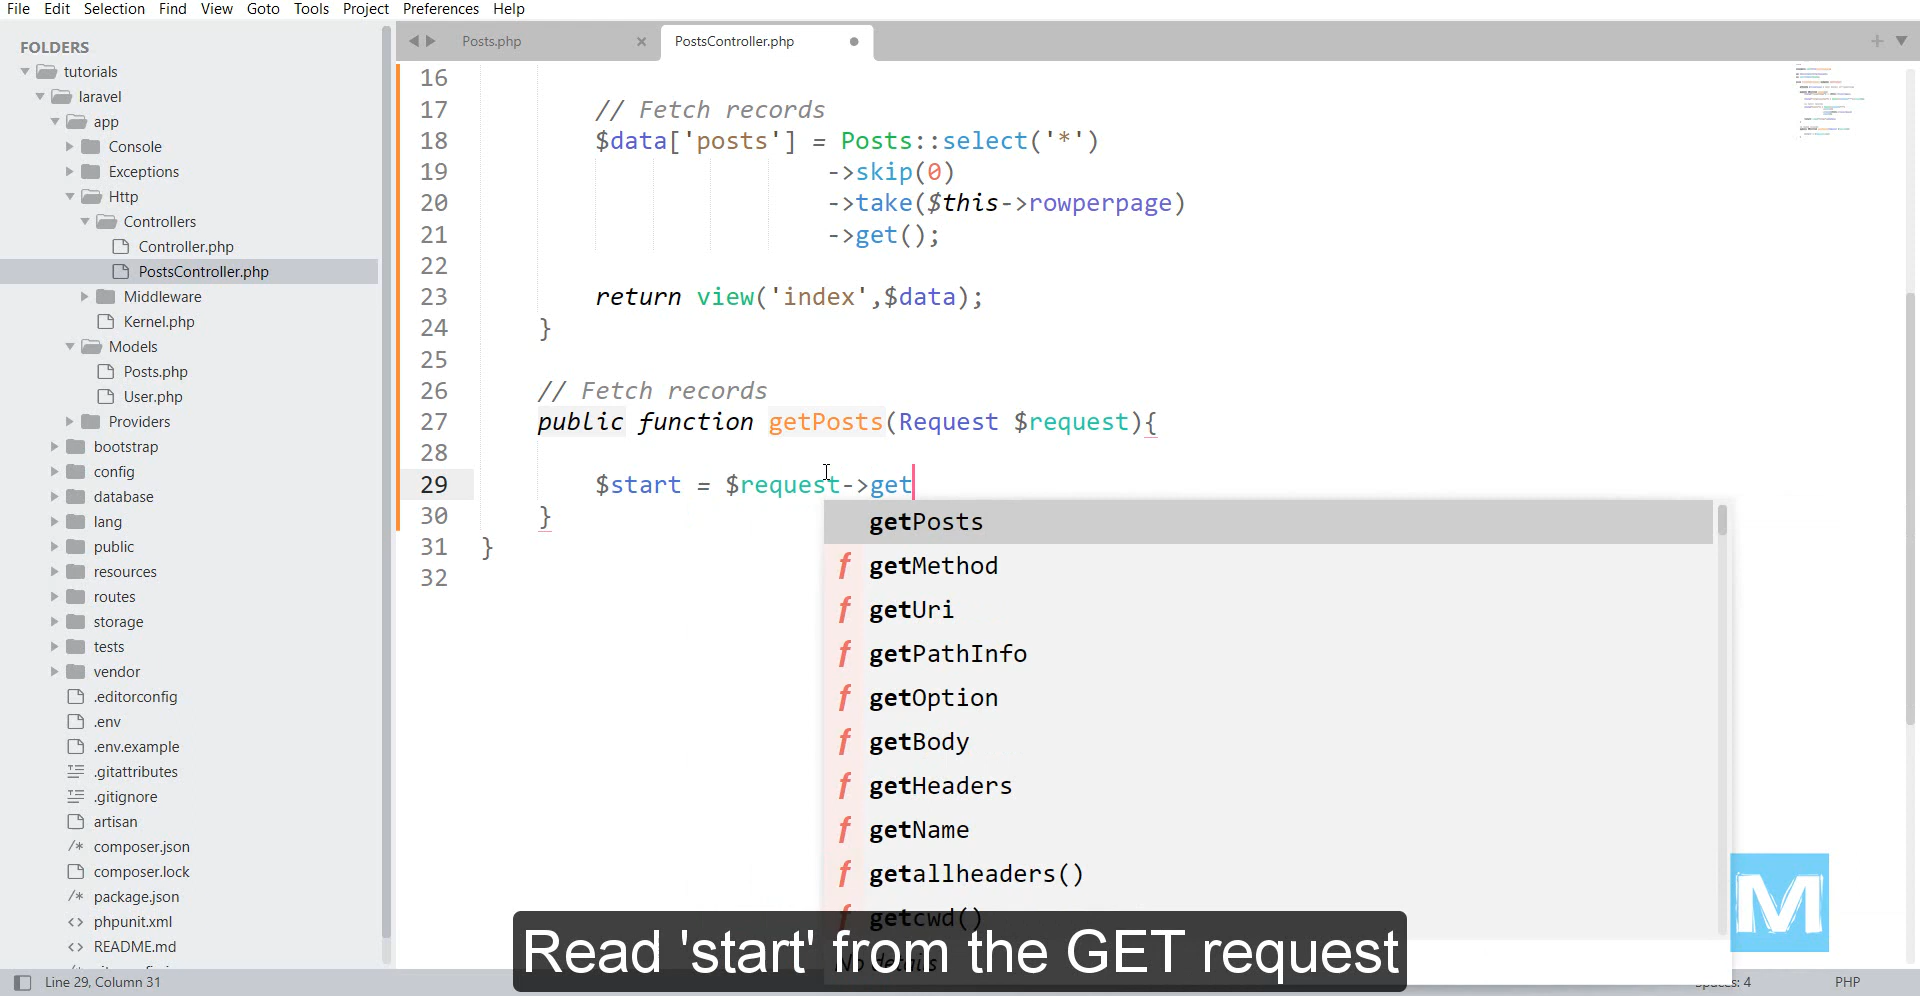 File Edit Selection Find View Goto Tools Project Preferences Help
FOLDERS
tutorials
laravel
app
Console
Exceptions
Http
Controllers
Controller.php
PostsController.php
Middleware
Kernel.php
Models
Posts.php
User.php
Providers
bootstrap
config
database
lang
public
resources
routes
storage
tests
vendor
.editorconfig
.env
.env.example
.gitattributes
.gitignore
artisan
/* composer.json
composer.lock
/* package.json
<> phpunit.xml
<> README.md
Posts.php
PostsController.php
16
17 // Fetch records
18 $data['posts'] = Posts::select('*')
19 ->skip(0)
20 ->take($this->rowperpage)
21 ->get();
22
23 return view('index',$data);
24 }
25
26 // Fetch records
27 public function getPosts(Request $request){
28
29 $start = $request->get
30 }
31 }
32
getPosts
f getMethod
f getUri
f getPathInfo
f getOption
f getBody
f getHeaders
f getName
f getallheaders()
f getcwd()
No details
Read 'start' from the GET request
M
Line 29, Column 31
Spaces: 4
PHP